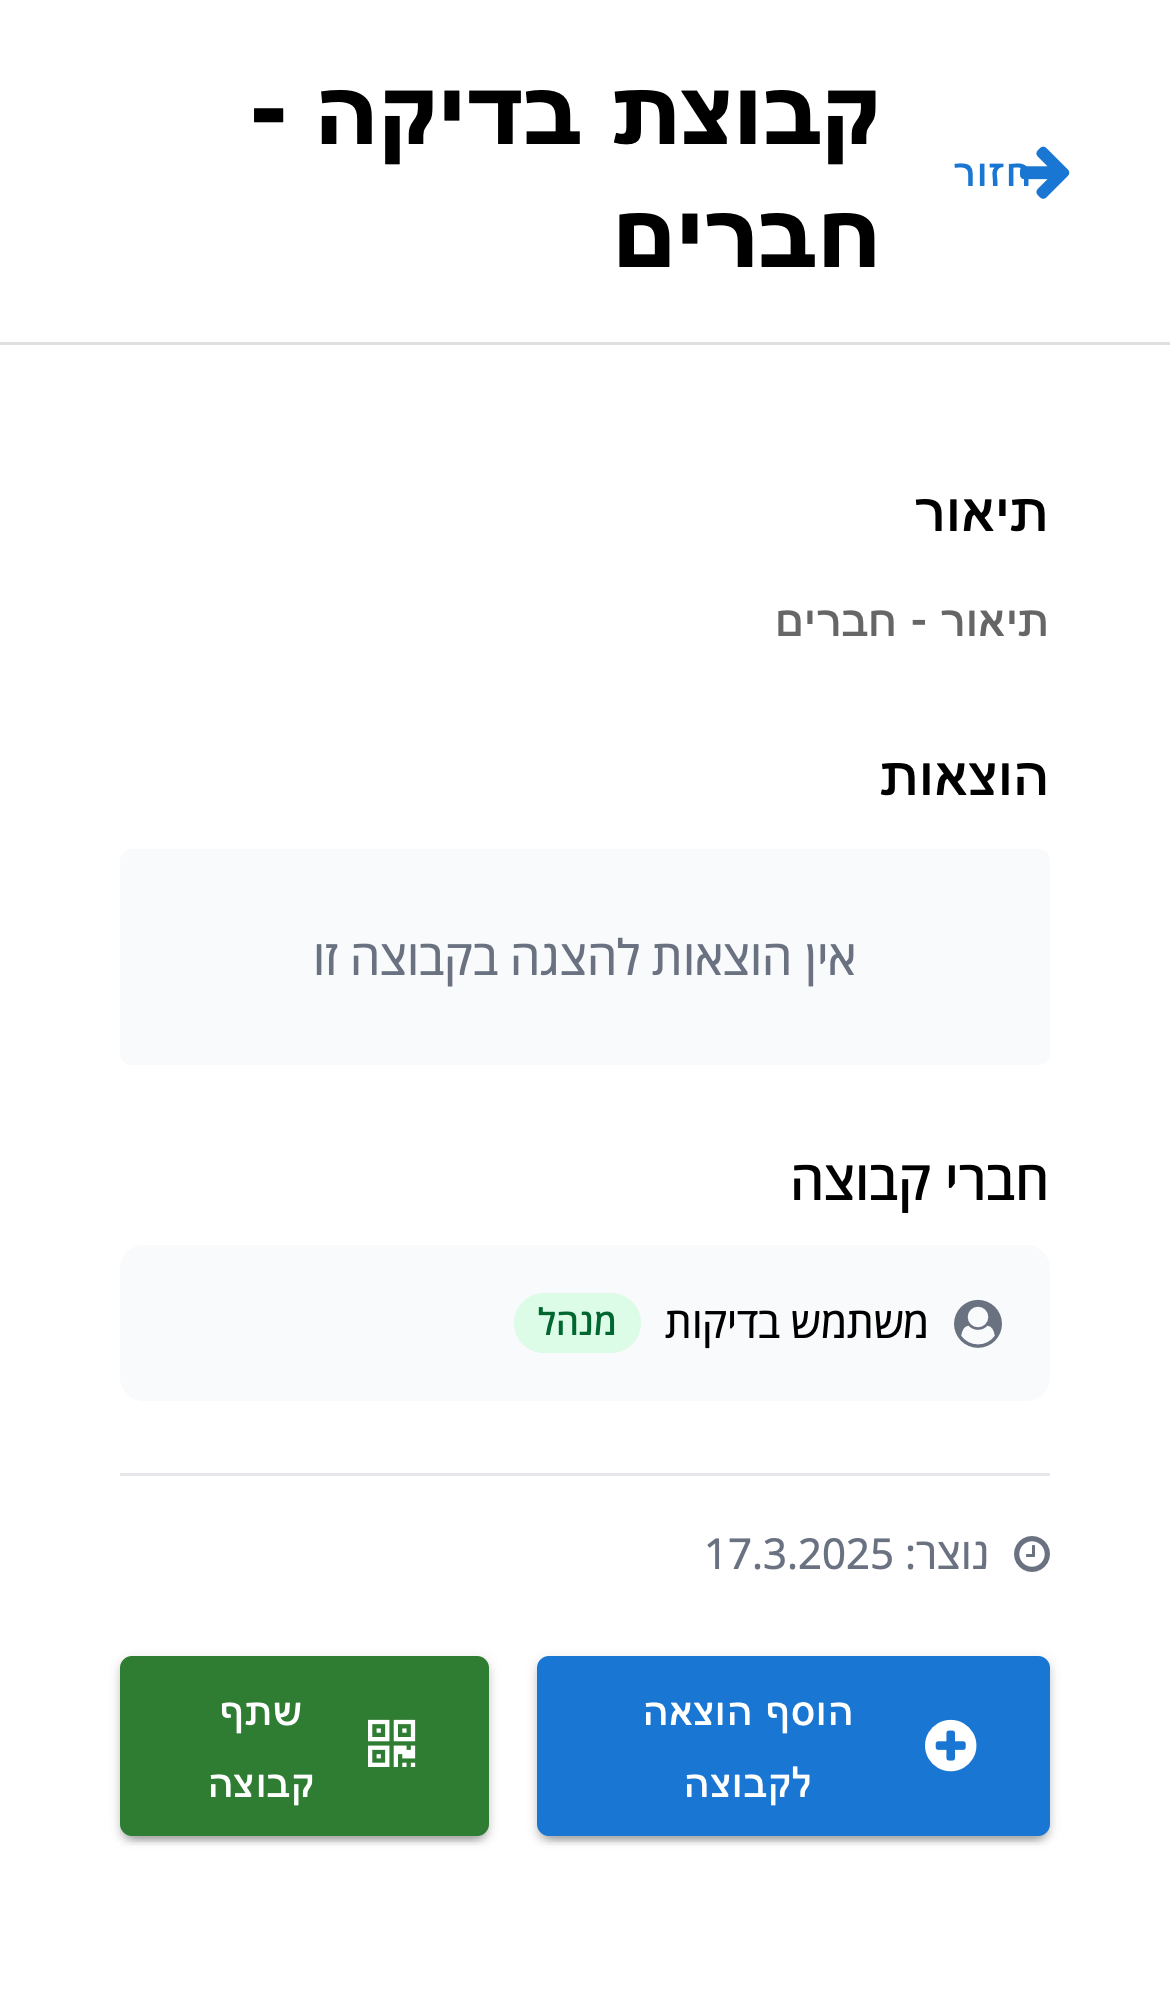 חזור
קבוצת בדיקה -
חברים
תיאור
תיאור - חברים
הוצאות
אין הוצאות להצגה בקבוצה זו
חברי קבוצה
משתמש בדיקות מנהל
נוצר: 17.3.2025
הוסף הוצאה
לקבוצה
שתף
קבוצה